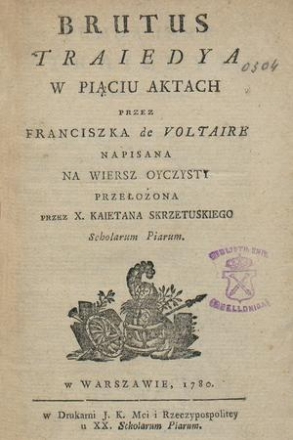 BRUTUS
TRAIEDYA
0304
W PIĄCIU AKTACH
PRZEZ
FRANCISZKA de VOLTAIRE
NAPISANA
NA WIERSZ OYCZYSTY
PRZEŁOŻONA
PRZEZ X. KAIETANA SKRZETUSKIEGO
Scholarum Piarum.
W WARSZAWIE, 1780.
w Drukarni J. K. Mci i Rzeczypospolitey
u XX. Scholarum Piarum.